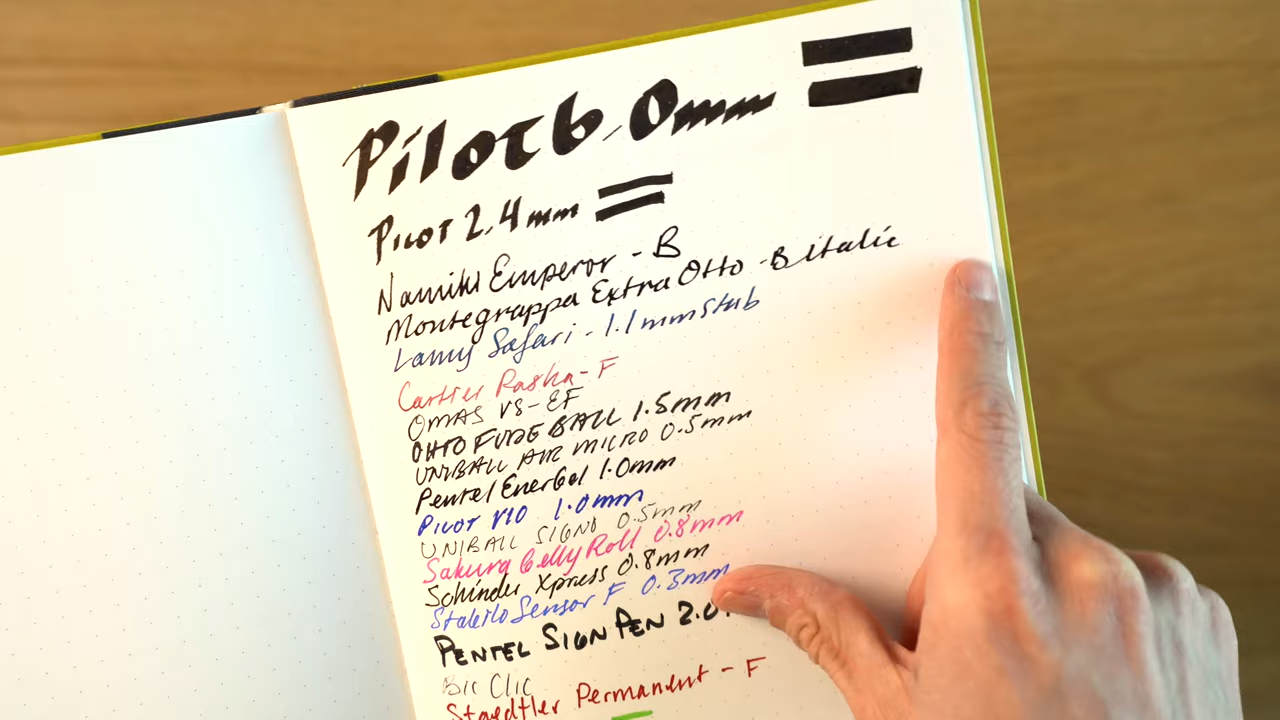 Pilot 6.0mm =
Pilot 2.4mm =
Namiki Emperor - B
Montegrappa Extra Otto - B Italic
Lamy Safari - 1.1mm Stub
Cartier Pasha - F
OMAS VS - EF
OHTO FUDE BALL 1.5mm
UNIBALL AIR MICRO 0.5mm
Pentel EnerGel 1.0mm
PILOT V10 1.0mm
UNIBALL SIGNO 0.5mm
Sakura Gelly Roll 0.8mm
Schinder Xpress 0.8mm
Stabilo Sensor F 0.3mm
PENTEL SIGN PEN 2.0
Bic Clic
Staedtler Permanent - F